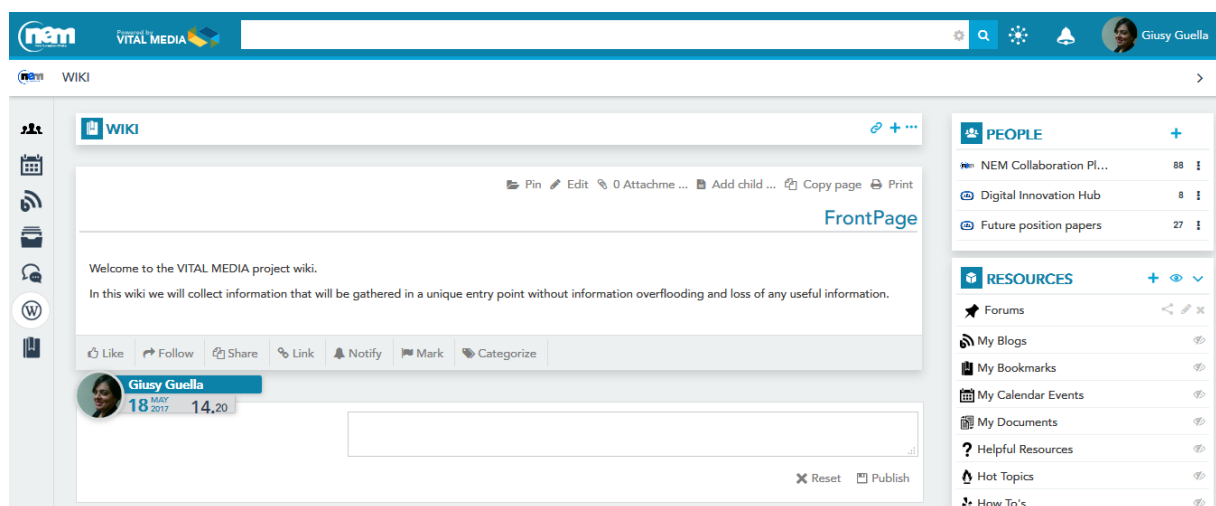 nem
Powered by
VITAL MEDIA
Giusy Guella
nem WIKI
WIKI
Pin Edit 0 Attachme ... Add child ... Copy page Print
FrontPage
Welcome to the VITAL MEDIA project wiki.
In this wiki we will collect information that will be gathered in a unique entry point without information overflooding and loss of any useful information.
Like Follow Share Link Notify Mark Categorize
Giusy Guella
18 MAY 2017 14.20
Reset Publish
PEOPLE
NEM Collaboration Pl... 88
Digital Innovation Hub 8
Future position papers 27
RESOURCES
Forums
My Blogs
My Bookmarks
My Calendar Events
My Documents
Helpful Resources
Hot Topics
How To's